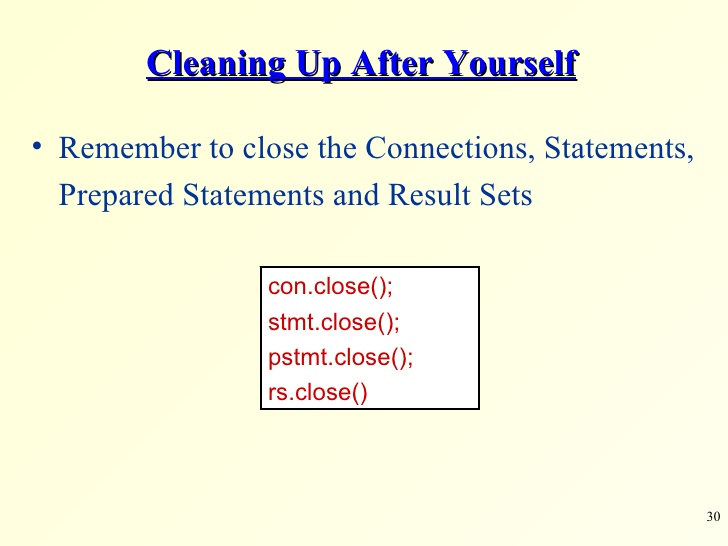 Cleaning Up After Yourself
• Remember to close the Connections, Statements,
Prepared Statements and Result Sets
con.close();
stmt.close();
pstmt.close();
rs.close()
30